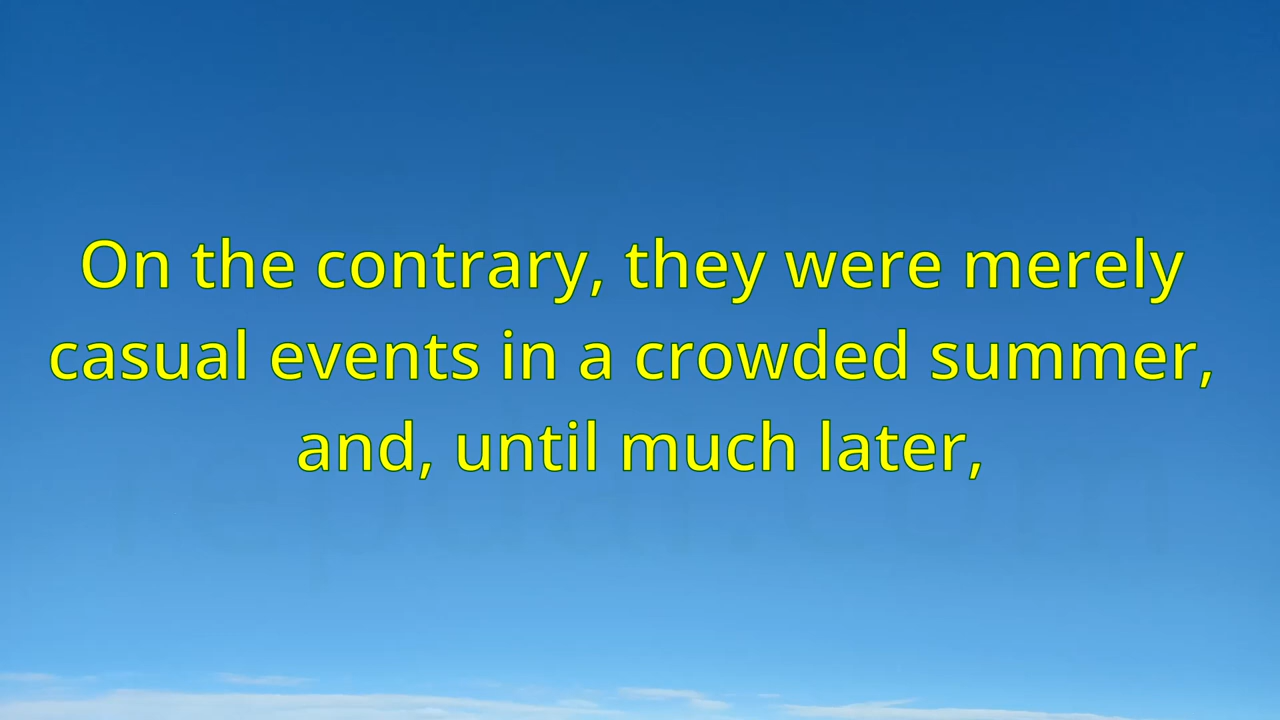 On the contrary, they were merely
casual events in a crowded summer,
and, until much later,